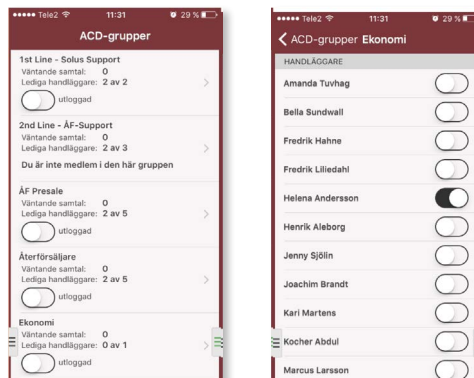 Tele2 11:31 29 %
ACD-grupper
1st Line - Solus Support
Väntande samtal: 0
Lediga handläggare: 2 av 2
utloggad
2nd Line - ÅF-Support
Väntande samtal: 0
Lediga handläggare: 2 av 3
Du är inte medlem i den här gruppen
ÅF Presale
Väntande samtal: 0
Lediga handläggare: 2 av 5
utloggad
Återförsäljare
Väntande samtal: 0
Lediga handläggare: 2 av 5
utloggad
Ekonomi
Väntande samtal: 0
Lediga handläggare: 0 av 1
utloggad
Tele2 11:31 29 %
ACD-grupper Ekonomi
HANDLÄGGARE
Amanda Tuvhag
Bella Sundwall
Fredrik Hahne
Fredrik Liliedahl
Helena Andersson
Henrik Aleborg
Jenny Sjölin
Joachim Brandt
Kari Martens
Kocher Abdul
Marcus Larsson